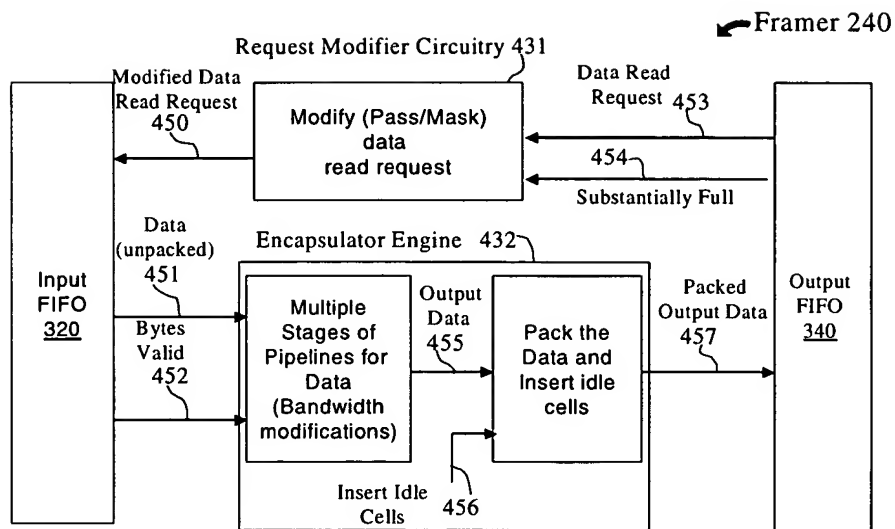 Framer 240
Request Modifier Circuitry 431
Modified Data
Read Request
450
Modify (Pass/Mask)
data
read request
Data Read
Request
453
454
Substantially Full
Input
FIFO
320
Data
(unpacked)
451
Bytes
Valid
452
Encapsulator Engine 432
Multiple
Stages of
Pipelines for
Data
(Bandwidth
modifications)
Output
Data
455
Pack the
Data and
Insert idle
cells
Insert Idle
Cells
456
Packed
Output Data
457
Output
FIFO
340